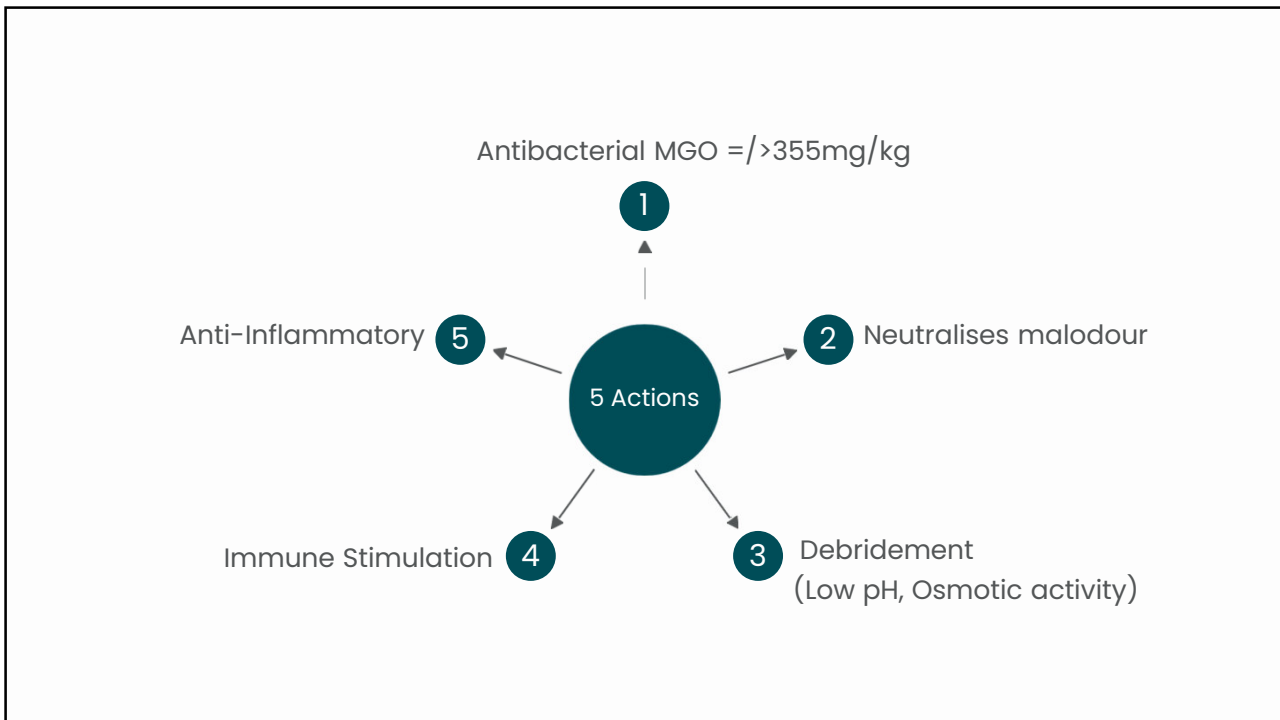 Antibacterial MGO =/>355mg/kg
1
Anti-Inflammatory 5
2 Neutralises malodour
5 Actions
Immune Stimulation 4
3 Debridement
(Low pH, Osmotic activity)